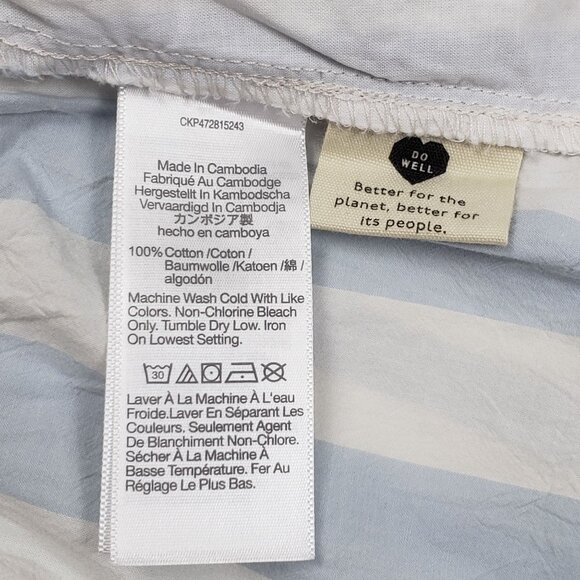 CKP472815243
Made In Cambodia
Fabriqué Au Cambodge
Hergestellt In Kambodscha
Vervaardigd In Cambodja
カンボジア製
hecho en camboya
100% Cotton /Coton /
Baumwolle /Katoen /綿 /
algodón
Machine Wash Cold With Like
Colors. Non-Chlorine Bleach
Only. Tumble Dry Low. Iron
On Lowest Setting.
30
Laver À La Machine À L'eau
Froide.Laver En Séparant Les
Couleurs. Seulement Agent
De Blanchiment Non-Chlore.
Sécher À La Machine À
Basse Température. Fer Au
Réglage Le Plus Bas.
DO
WELL
Better for the
planet, better for
its people.